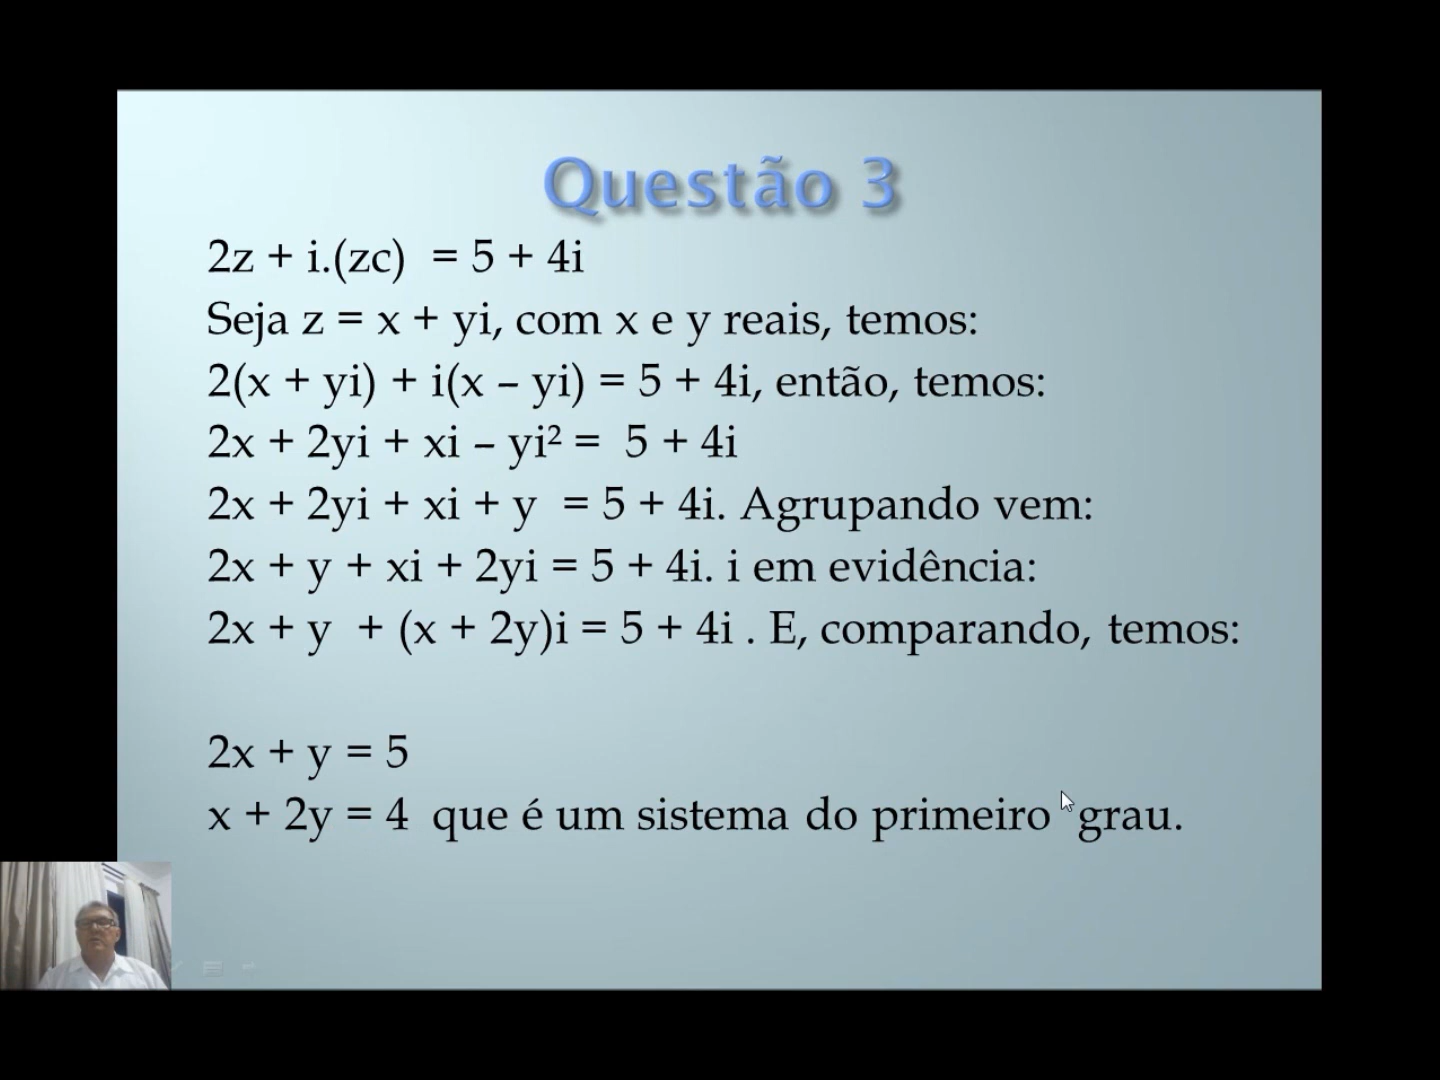 Questão 3
2z + i.(zc) = 5 + 4i
Seja z = x + yi, com x e y reais, temos:
2(x + yi) + i(x – yi) = 5 + 4i, então, temos:
2x + 2yi + xi – yi² = 5 + 4i
2x + 2yi + xi + y = 5 + 4i. Agrupando vem:
2x + y + xi + 2yi = 5 + 4i. i em evidência:
2x + y + (x + 2y)i = 5 + 4i . E, comparando, temos:
2x + y = 5
x + 2y = 4 que é um sistema do primeiro grau.